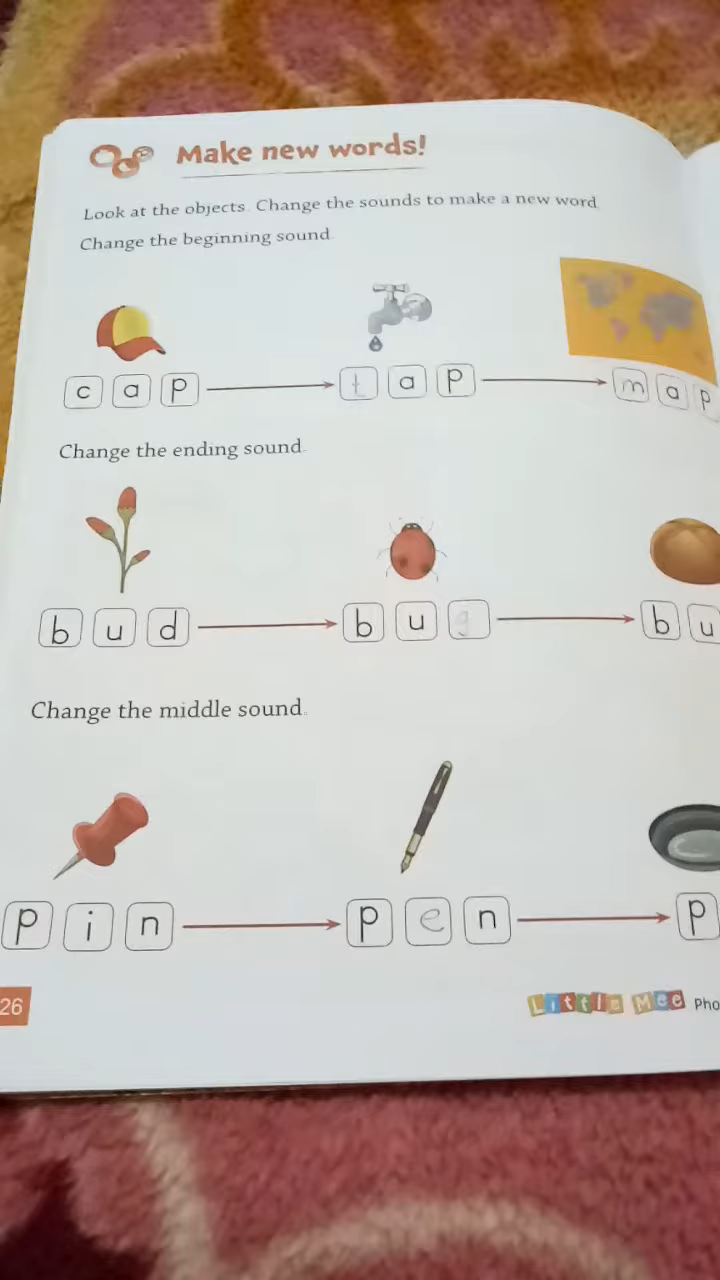 Make new words!
Look at the objects. Change the sounds to make a new word.
Change the beginning sound.
c a p t a p m a p
Change the ending sound.
b u d b u g b u
Change the middle sound.
p i n p e n p
26 Little Mee Pho